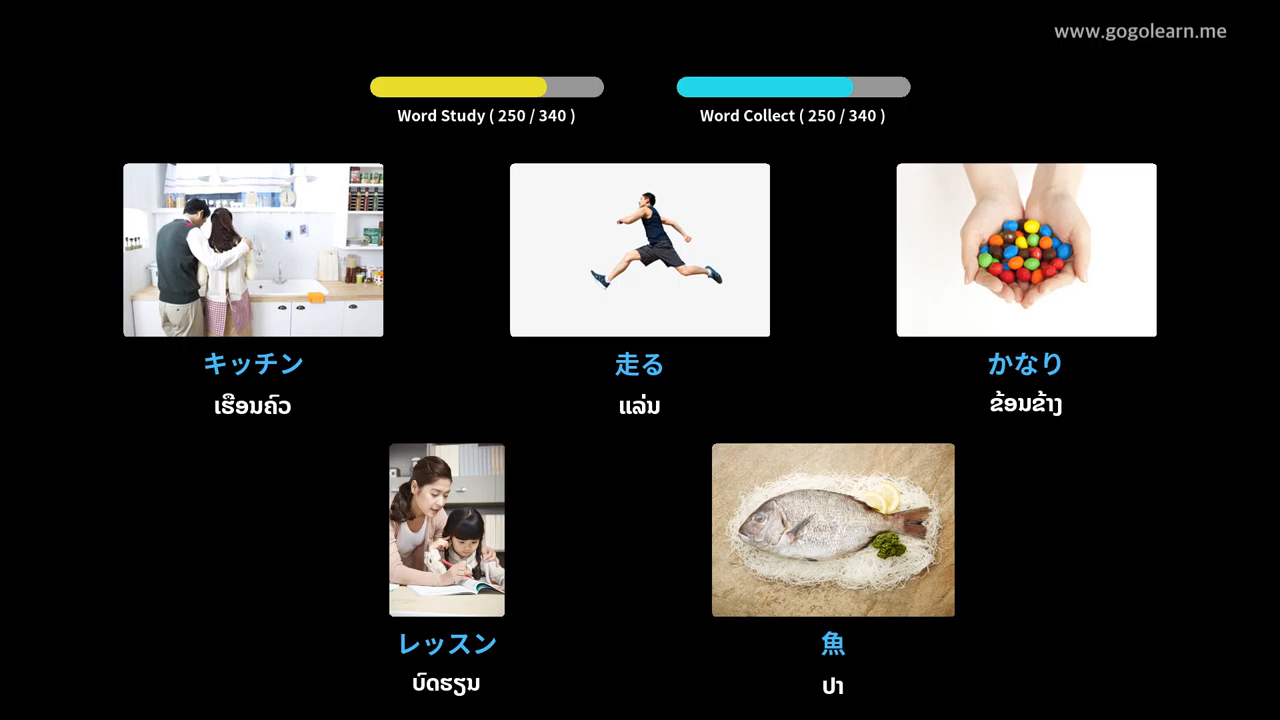 www.gogolearn.me
Word Study ( 250 / 340 )
Word Collect ( 250 / 340 )
キッチン
ເຮືອນຄົວ
走る
ແລ່ນ
かなり
ຂ້ອນຂ້າງ
レッスン
ບົດຮຽນ
魚
ປາ